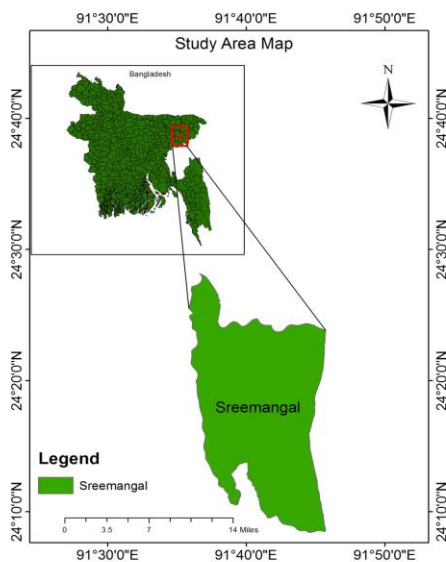 91°30'0"E 91°40'0"E 91°50'0"E
Study Area Map
Bangladesh
N
24°40'0"N 24°40'0"N
24°30'0"N 24°30'0"N
24°20'0"N 24°20'0"N
Sreemangal
Legend
Sreemangal
24°10'0"N 24°10'0"N
0 3.5 7 14 Miles
91°30'0"E 91°40'0"E 91°50'0"E